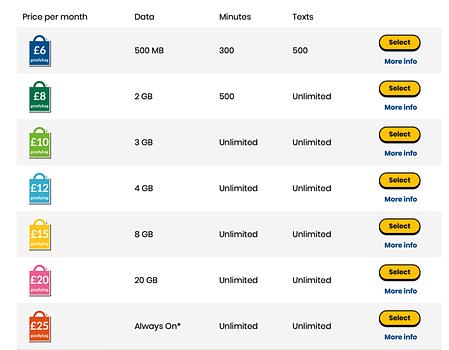 Price per month Data Minutes Texts
£6 goodybag 500 MB 300 500 Select
More info
£8 goodybag 2 GB 500 Unlimited Select
More info
£10 goodybag 3 GB Unlimited Unlimited Select
More info
£12 goodybag 4 GB Unlimited Unlimited Select
More info
£15 goodybag 8 GB Unlimited Unlimited Select
More info
£20 goodybag 20 GB Unlimited Unlimited Select
More info
£25 goodybag Always On* Unlimited Unlimited Select
More info